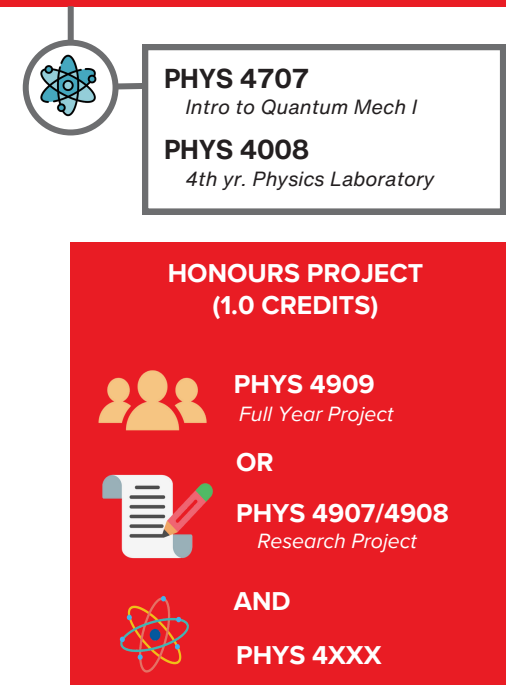 PHYS 4707
Intro to Quantum Mech I
PHYS 4008
4th yr. Physics Laboratory
HONOURS PROJECT
(1.0 CREDITS)
PHYS 4909
Full Year Project
OR
PHYS 4907/4908
Research Project
AND
PHYS 4XXX